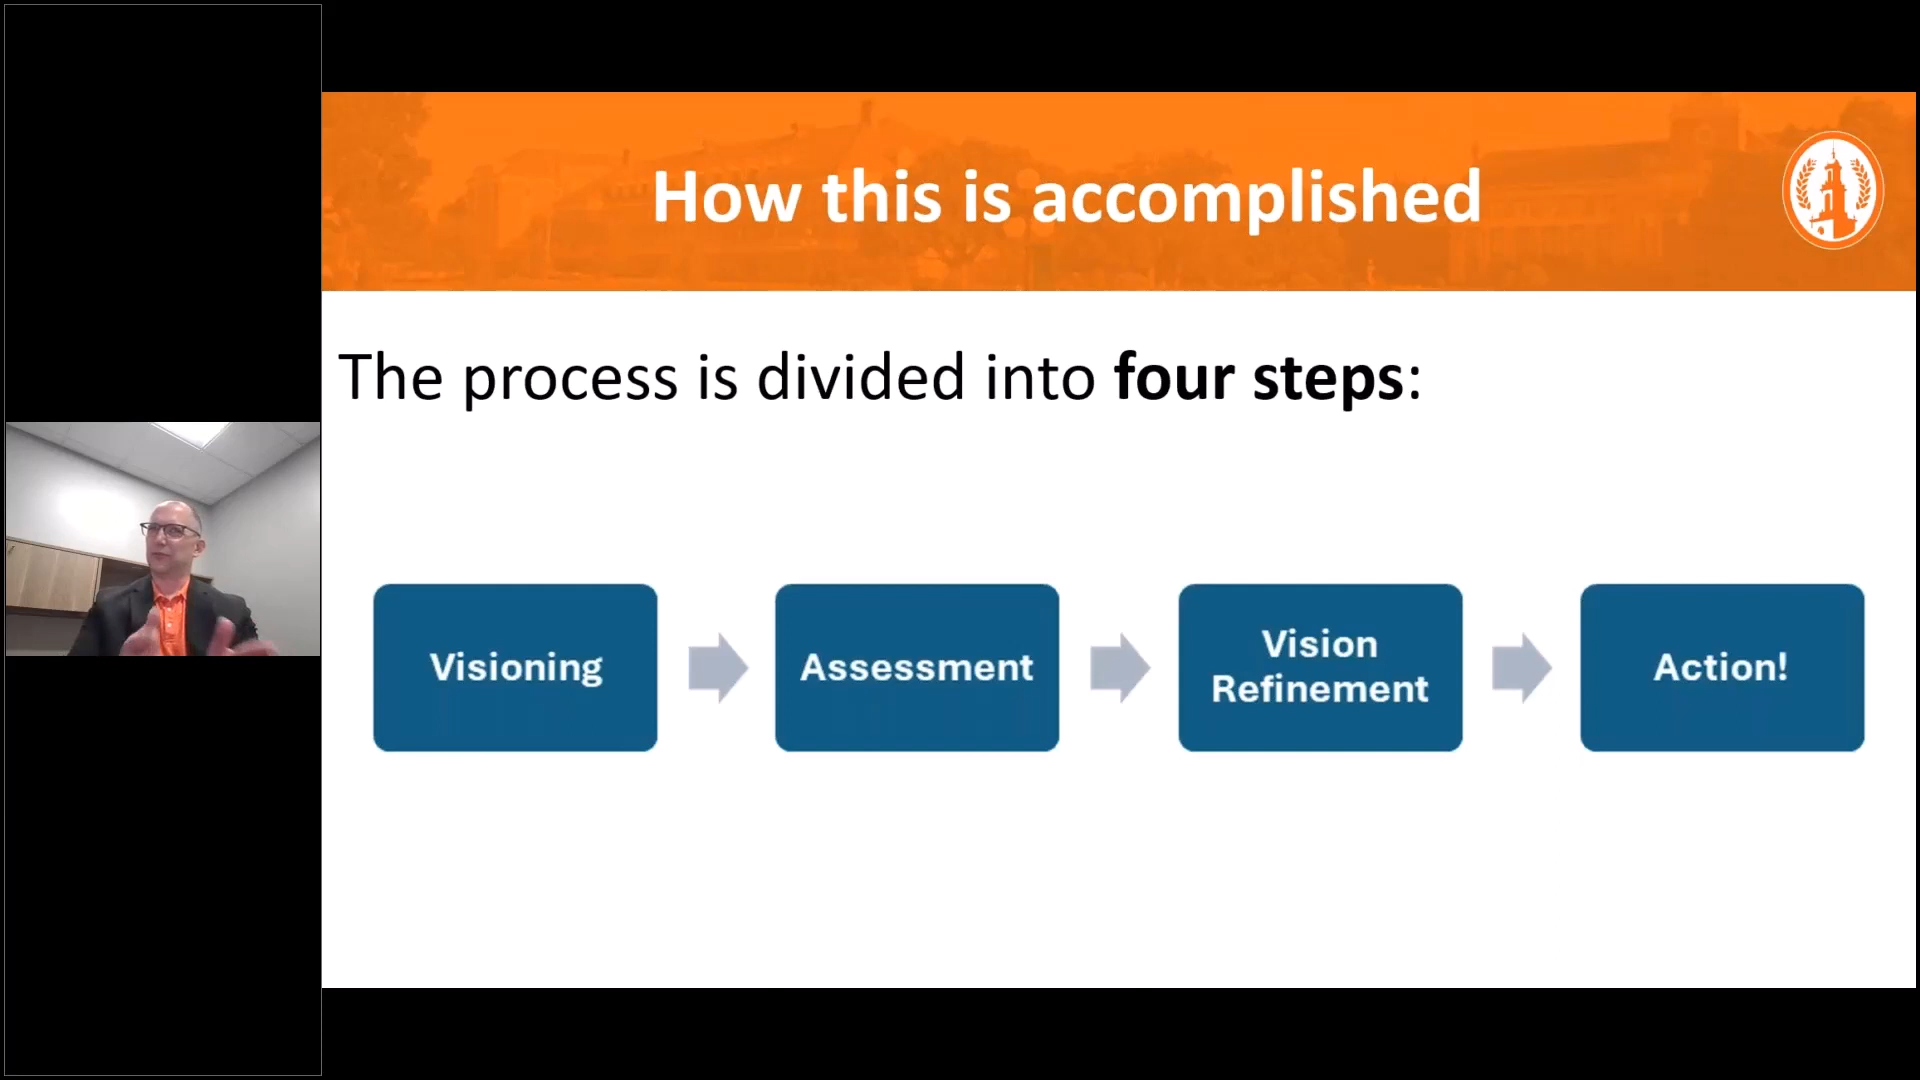 How this is accomplished
The process is divided into four steps:
Visioning
Assessment
Vision
Refinement
Action!